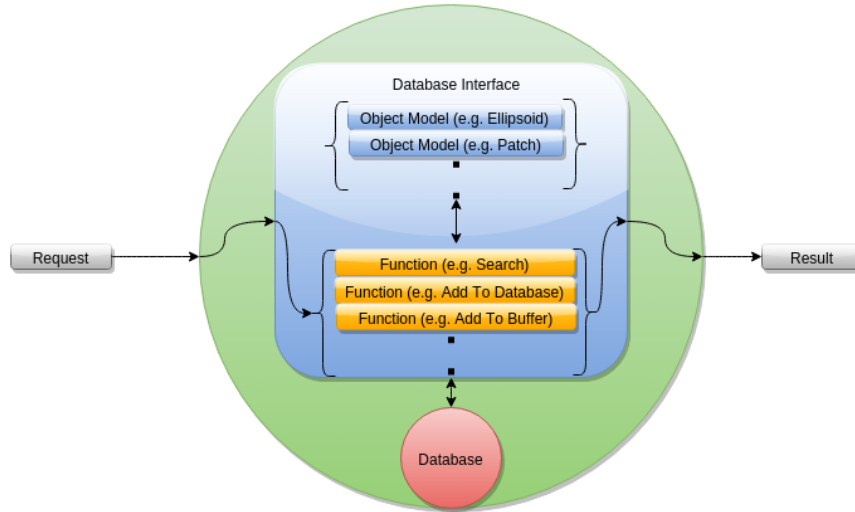 Database Interface
Object Model (e.g. Ellipsoid)
Object Model (e.g. Patch)
Request
Result
Function (e.g. Search)
Function (e.g. Add To Database)
Function (e.g. Add To Buffer)
Database